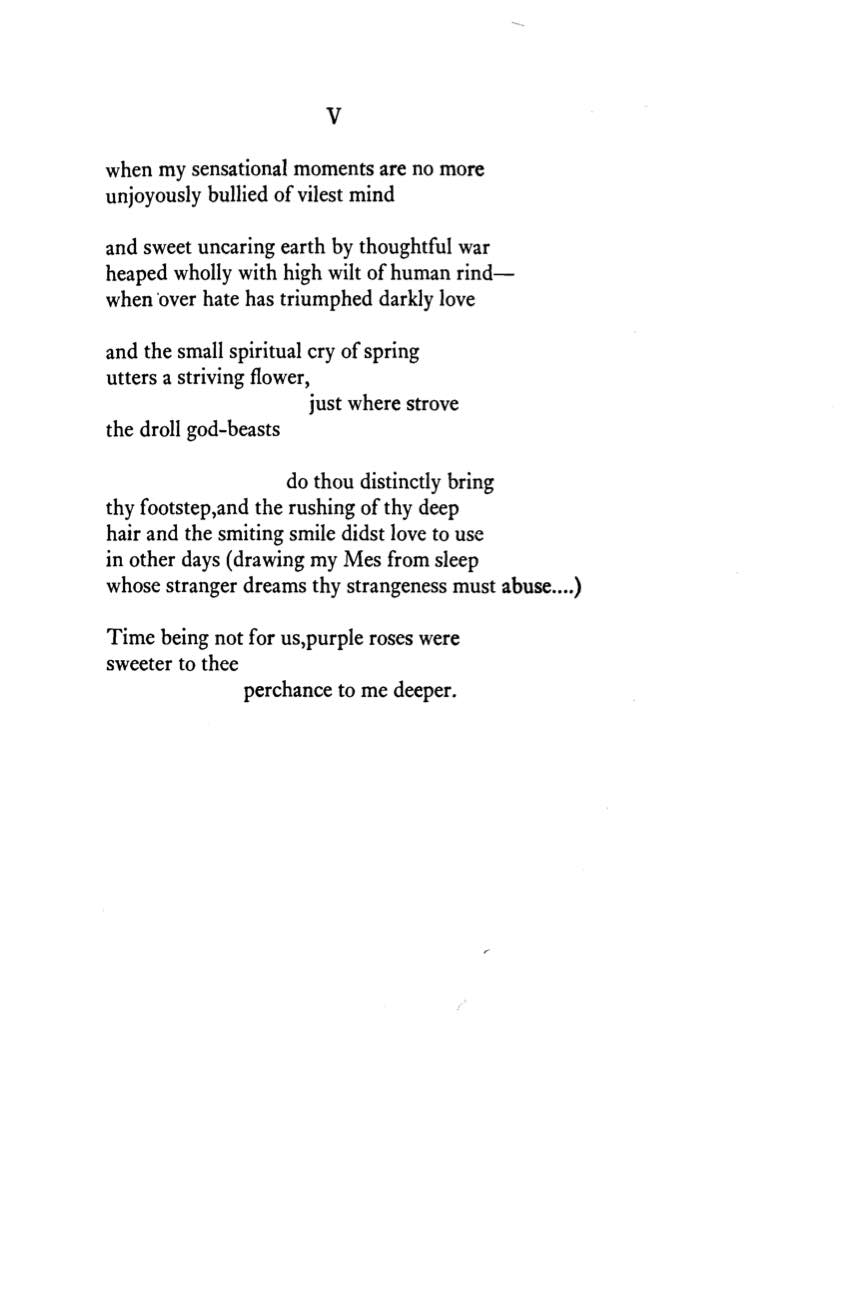 V
when my sensational moments are no more
unjoyously bullied of vilest mind
and sweet uncaring earth by thoughtful war
heaped wholly with high wilt of human rind—
when over hate has triumphed darkly love
and the small spiritual cry of spring
utters a striving flower,
just where strove
the droll god-beasts
do thou distinctly bring
thy footstep,and the rushing of thy deep
hair and the smiting smile didst love to use
in other days (drawing my Mes from sleep
whose stranger dreams thy strangeness must abuse....)
Time being not for us,purple roses were
sweeter to thee
perchance to me deeper.